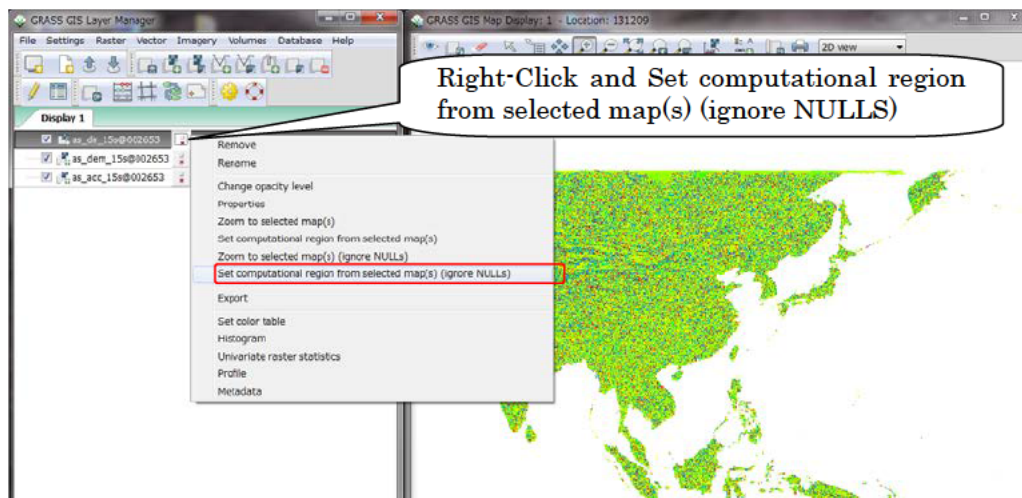 GRASS GIS Layer Manager
File Settings Raster Vector Imagery Volumes Database Help
Display 1
as_dir_15s@002653
as_dem_15s@002653
as_acc_15s@002653
GRASS GIS Map Display: 1 - Location: 131209
2D view
Right-Click and Set computational region
from selected map(s) (ignore NULLS)
Remove
Rename
Change opacity level
Properties
Zoom to selected map(s)
Set computational region from selected map(s)
Zoom to selected map(s) (ignore NULLs)
Set computational region from selected map(s) (ignore NULLs)
Export
Set color table
Histogram
Univariate raster statistics
Profile
Metadata